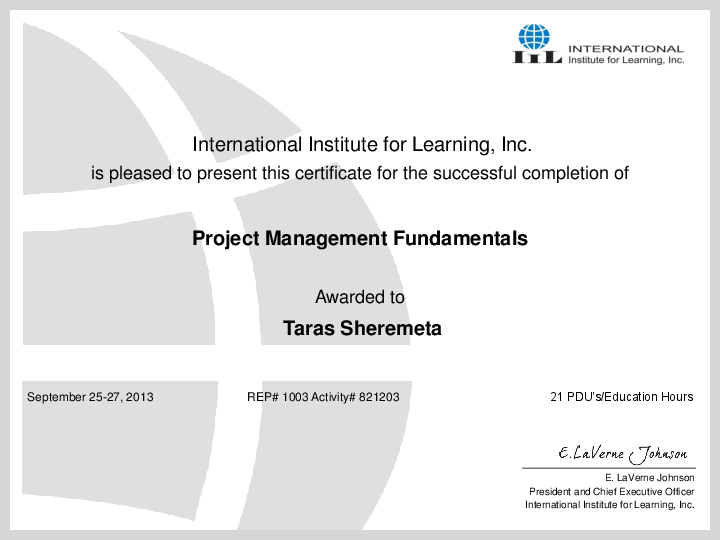 IIL INTERNATIONAL
Institute for Learning, Inc.
International Institute for Learning, Inc.
is pleased to present this certificate for the successful completion of
Project Management Fundamentals
Awarded to
Taras Sheremeta
September 25-27, 2013 REP# 1003 Activity# 821203 21 PDU's/Education Hours
E.LaVerne Johnson
E. LaVerne Johnson
President and Chief Executive Officer
International Institute for Learning, Inc.